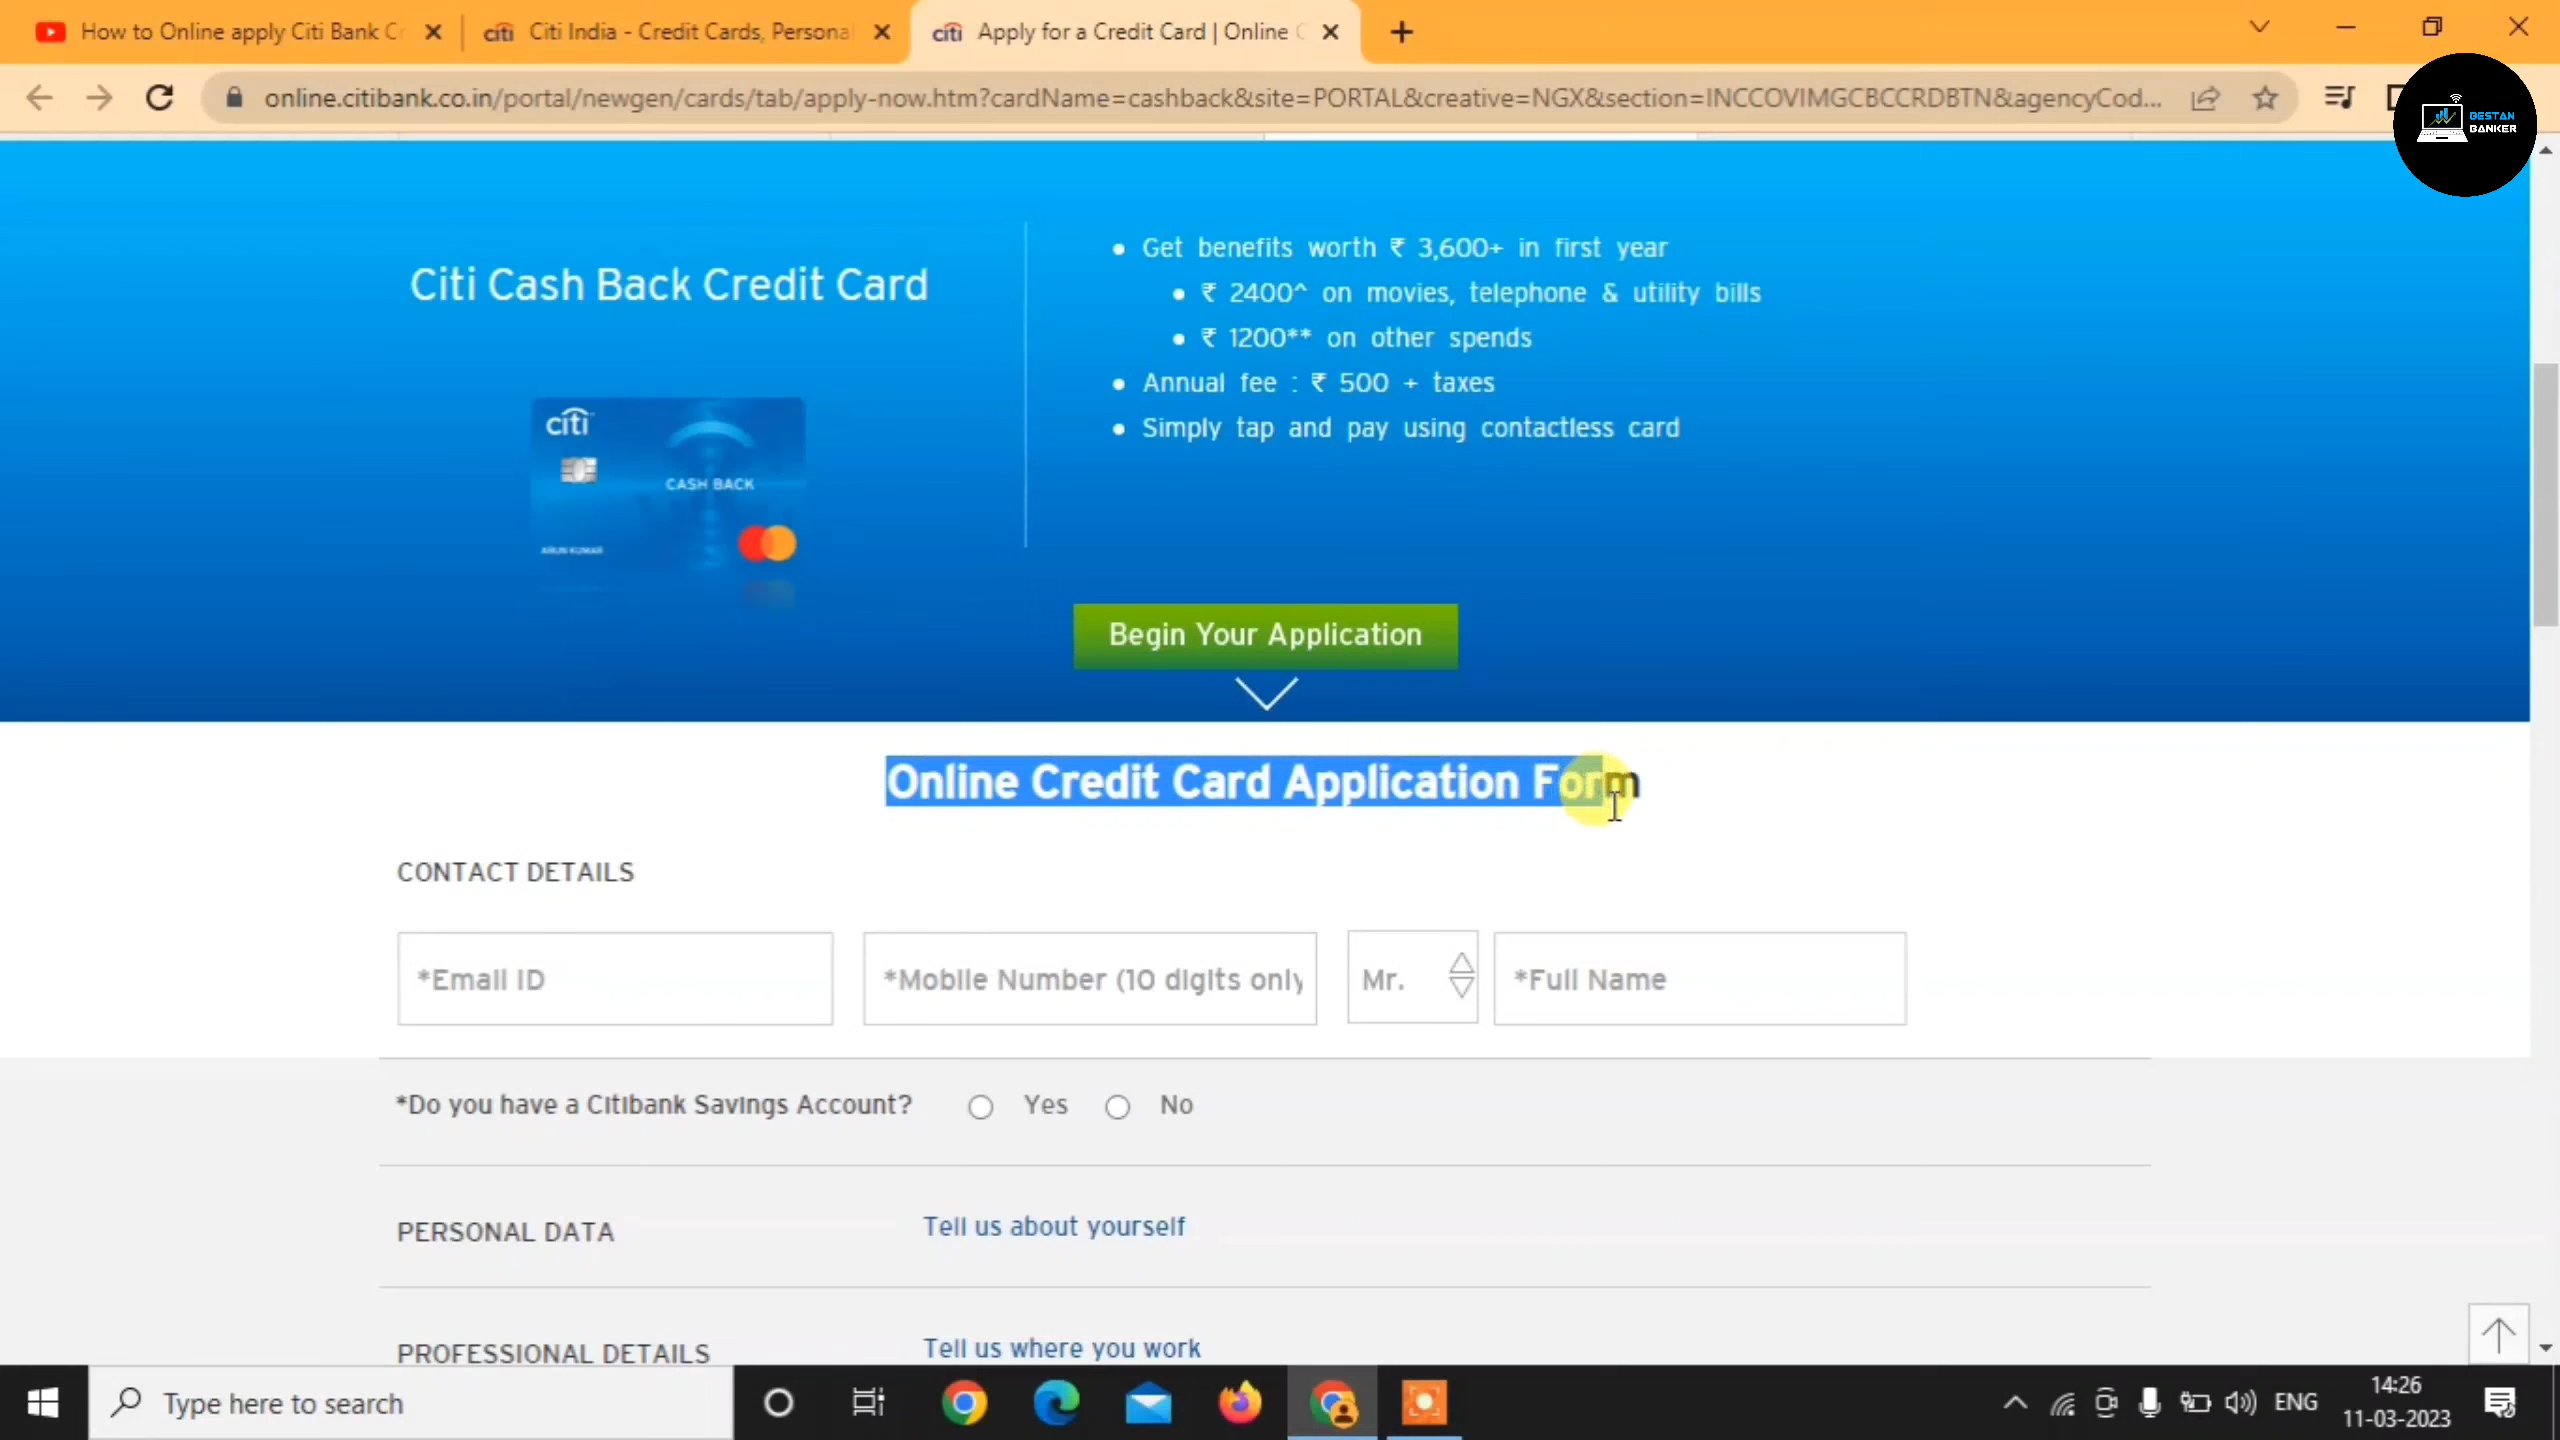 How to Online apply Citi Bank C
citi Citi India - Credit Cards, Persona
citi Apply for a Credit Card | Online
online.citibank.co.in/portal/newgen/cards/tab/apply-now.htm?cardName=cashback&site=PORTAL&creative=NGX&section=INCCOVIMGCBCCRDBTN&agencyCod...
BESTAN
BANKER
Citi Cash Back Credit Card
Get benefits worth ₹ 3,600+ in first year
₹ 2400^ on movies, telephone & utility bills
₹ 1200** on other spends
Annual fee : ₹ 500 + taxes
Simply tap and pay using contactless card
citi
CASH BACK
ARUN KUMAR
Begin Your Application
Online Credit Card Application Form
CONTACT DETAILS
*Email ID
*Mobile Number (10 digits only
Mr.
*Full Name
*Do you have a Citibank Savings Account? Yes No
PERSONAL DATA Tell us about yourself
PROFESSIONAL DETAILS Tell us where you work
Type here to search
ENG
14:26
11-03-2023